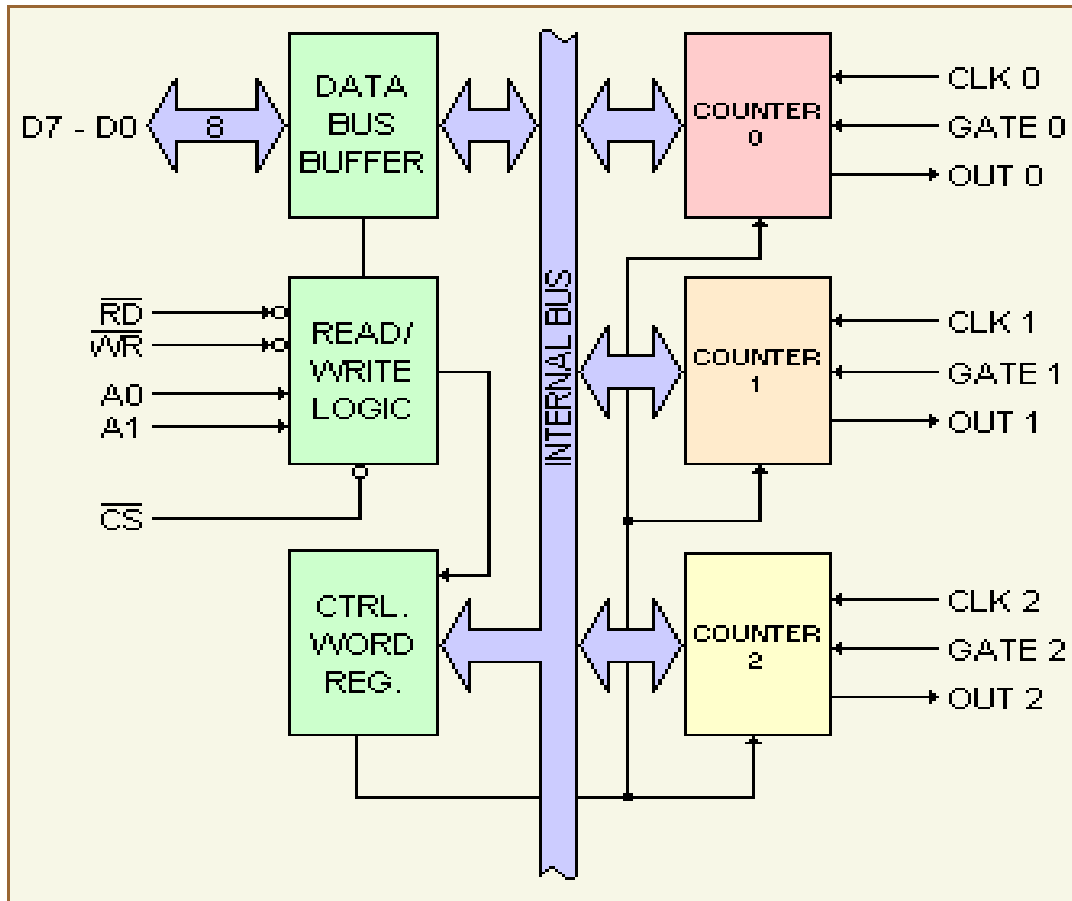 D7 - D0
8
DATA
BUS
BUFFER
RD
WR
A0
A1
CS
READ/
WRITE
LOGIC
CTRL.
WORD
REG.
INTERNAL BUS
COUNTER
0
CLK 0
GATE 0
OUT 0
COUNTER
1
CLK 1
GATE 1
OUT 1
COUNTER
2
CLK 2
GATE 2
OUT 2